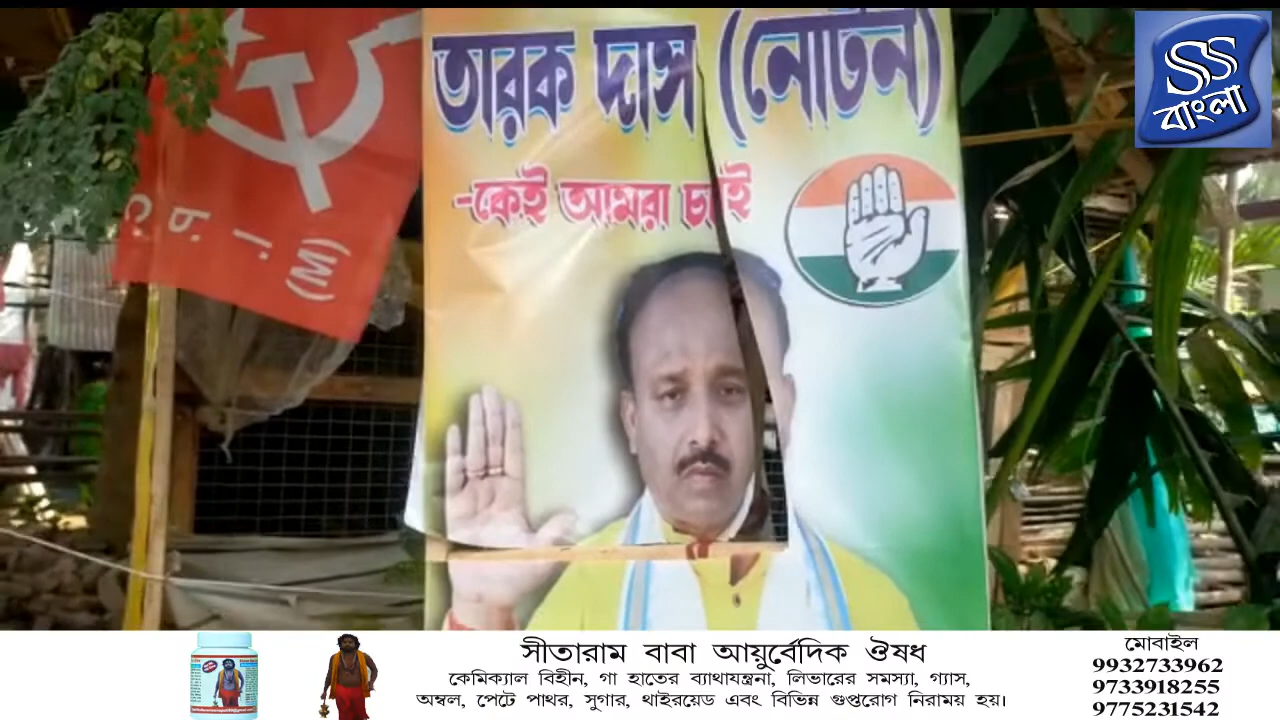 তারক দাস (নোটন)
-কেই আমরা চাই
(M)
SS
বাংলা
সীতারাম বাবা আয়ুর্বেদিক ঔষধ
কেমিক্যাল বিহীন, গা হাতের ব্যাথাযন্ত্রনা, লিভারের সমস্যা, গ্যাস,
অম্বল, পেটে পাথর, সুগার, থাইরয়েড এবং বিভিন্ন গুপ্তরোগ নিরাময় হয়।
মোবাইল
9932733962
9733918255
9775231542